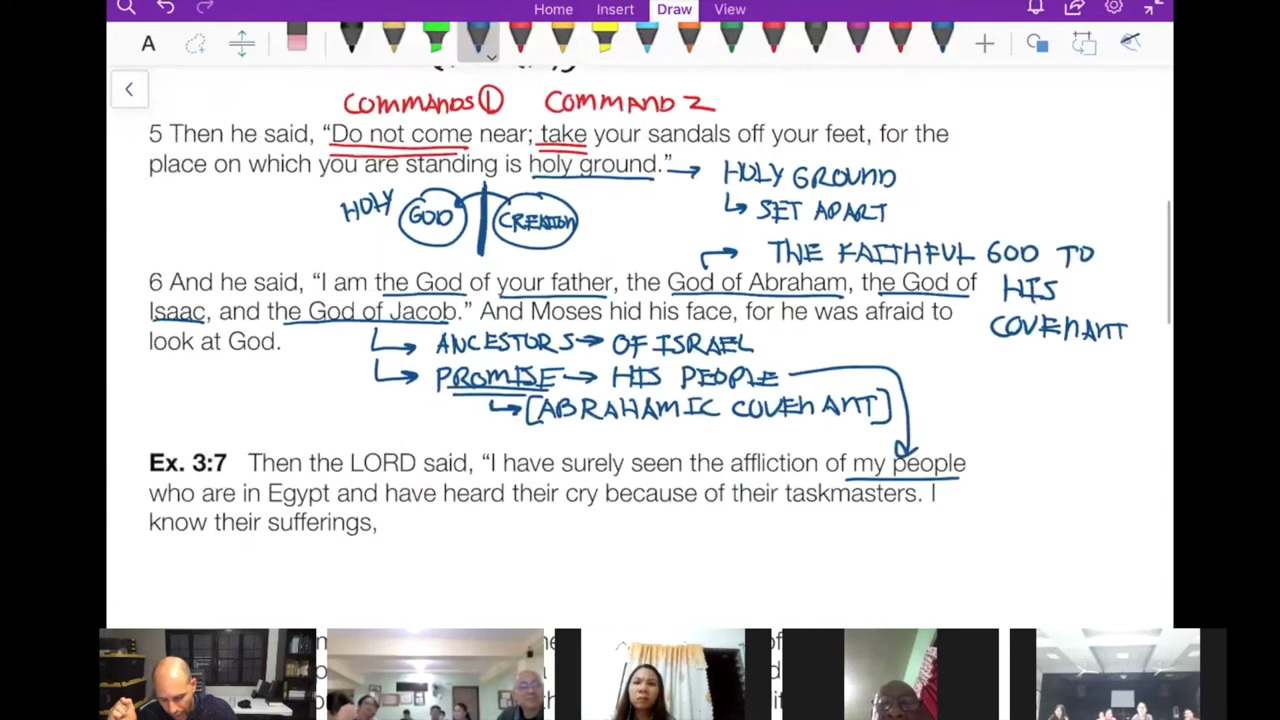 Home Insert Draw View
A
COMMANDS ① COMMAND 2
5 Then he said, “Do not come near; take your sandals off your feet, for the
place on which you are standing is holy ground.” → HOLY GROUND
↳ SET APART
HOLY GOD CREATION
THE FAITHFUL GOD TO
HIS
COVENANT
6 And he said, “I am the God of your father, the God of Abraham, the God of
Isaac, and the God of Jacob.” And Moses hid his face, for he was afraid to
look at God.
ANCESTORS → OF ISRAEL
PROMISE → HIS PEOPLE
[ABRAHAMIC COVENANT]
Ex. 3:7 Then the LORD said, “I have surely seen the affliction of my people
who are in Egypt and have heard their cry because of their taskmasters. I
know their sufferings,